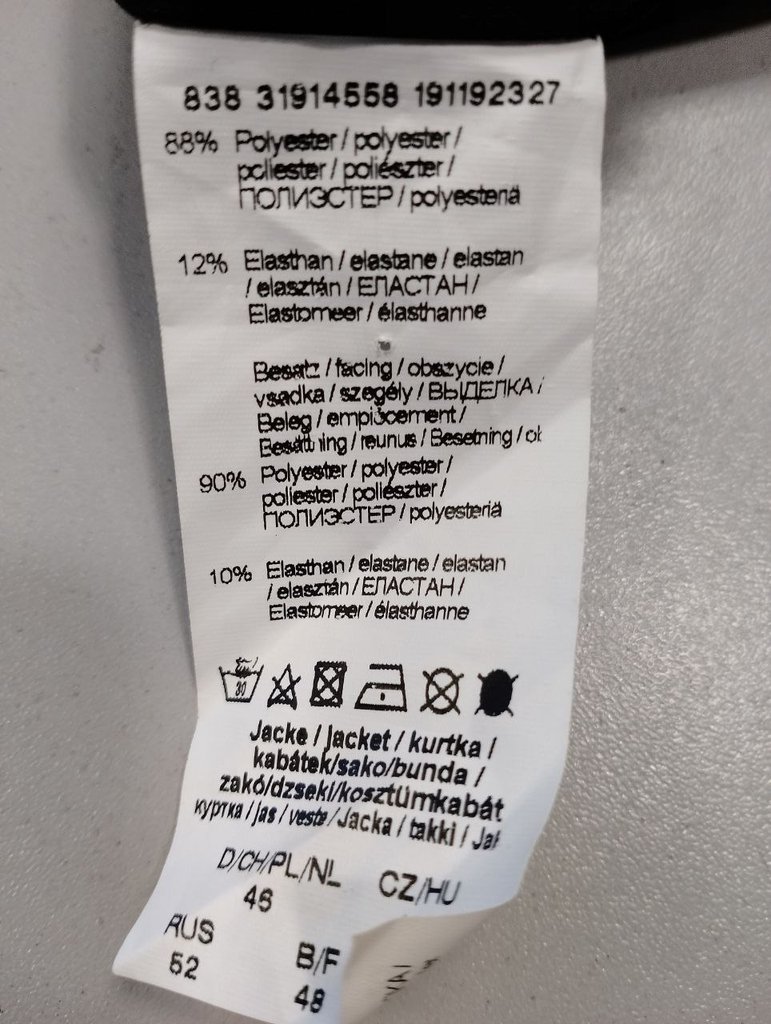 838 31914558 191192327
88% Polyester / polyester /
poliester / poliészter /
ПОЛИЭСТЕР / polyesteriä
12% Elasthan / elastane / elastan
/ elasztán / ЕЛАСТАН /
Elastomeer / élasthanne
Besatz / facing / obszycie /
vsadka / szegély / ВЫДЕЛКА /
Beleg / empiècement /
Besättning / reunus / Besetning / ob
90% Polyester / polyester /
poliester / poliészter /
ПОЛИЭСТЕР / polyesteriä
10% Elasthan / elastane / elastan
/ elasztán / ЕЛАСТАН /
Elastomeer / élasthanne
30
Jacke / jacket / kurtka /
kabátek/sako/bunda /
zakó/dzseki/kosztümkabát
куртка / jas / veste / Jacka / takki / Jak
D/CH/PL/NL CZ/HU
46
RUS B/F
52 48